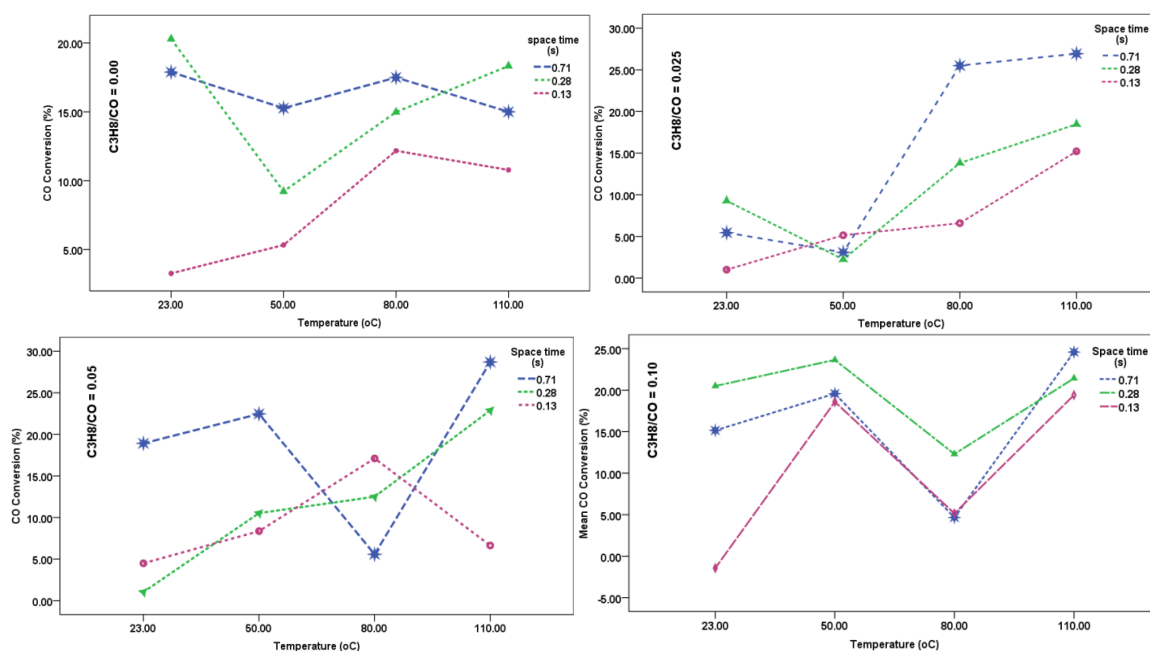 C3H8/CO = 0.00
CO Conversion (%)
20.00
15.00
10.00
5.00
23.00 50.00 80.00 110.00
Temperature (oC)
space time
(s)
0.71
0.28
0.13
C3H8/CO = 0.025
CO Conversion (%)
30.00
25.00
20.00
15.00
10.00
5.00
0.00
23.00 50.00 80.00 110.00
Temperature (oC)
Space time
(s)
0.71
0.28
0.13
C3H8/CO = 0.05
CO Conversion (%)
30.00
25.00
20.00
15.00
10.00
5.00
0.00
23.00 50.00 80.00 110.00
Temperature (oC)
Space time
(s)
0.71
0.28
0.13
C3H8/CO = 0.10
Mean CO Conversion (%)
25.00
20.00
15.00
10.00
5.00
0.00
-5.00
23.00 50.00 80.00 110.00
Temperature (oC)
Space time
(s)
0.71
0.28
0.13